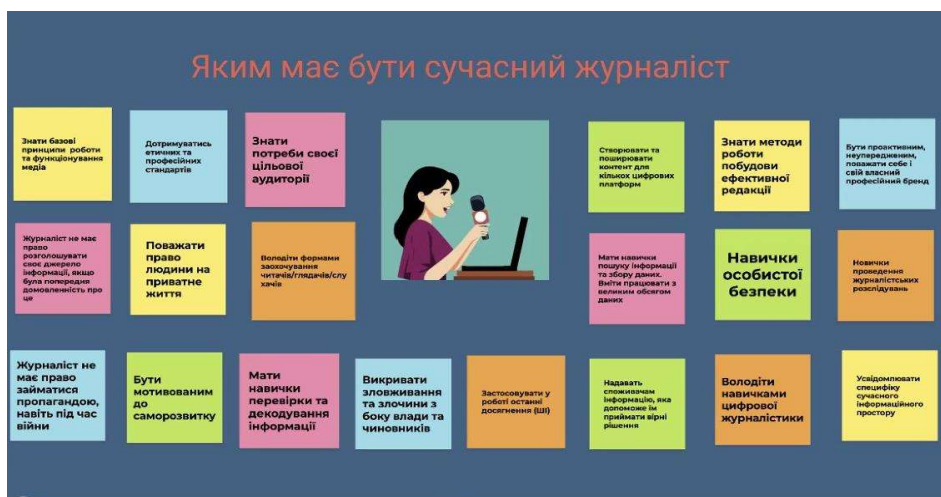 Яким має бути сучасний журналіст
Знати базові
принципи роботи
та функціонування
медіа
Дотримуватись
етичних та
професійних
стандартів
Знати
потреби своєї
цільової
аудиторії
Створювати та
поширювати
контент для
кількох цифрових
платформ
Знати методи
роботи
побудови
ефективної
редакції
Бути проактивним,
неупередженим,
поважати себе і
свій власний
професійний бренд
Журналіст не має
право
розголошувати
своє джерело
інформації, якщо
була попередня
домовленність про
це
Поважати
право
людини на
приватне
життя
Володіти формами
заохочування
читачів/глядачів/слу
хачів
Мати навички
пошуку інформації
та збору даних.
Вміти працювати з
великим обсягом
даних
Навички
особистої
безпеки
Новички
проведення
журналістських
розслідувань
Журналіст не
має право
займатися
пропагандою,
навіть під час
війни
Бути
мотивованим
до
саморозвитку
Мати
навички
перевірки та
декодування
інформації
Викривати
зловживання
та злочини з
боку влади та
чиновників
Застосовувати у
роботі останні
досягнення (ШІ)
Надавать
споживачам
інформацію, яка
допоможе їм
приймати вірні
рішення
Володіти
навичками
цифрової
журналістики
Усвідомлювати
специфіку
сучасного
інформаційного
простору